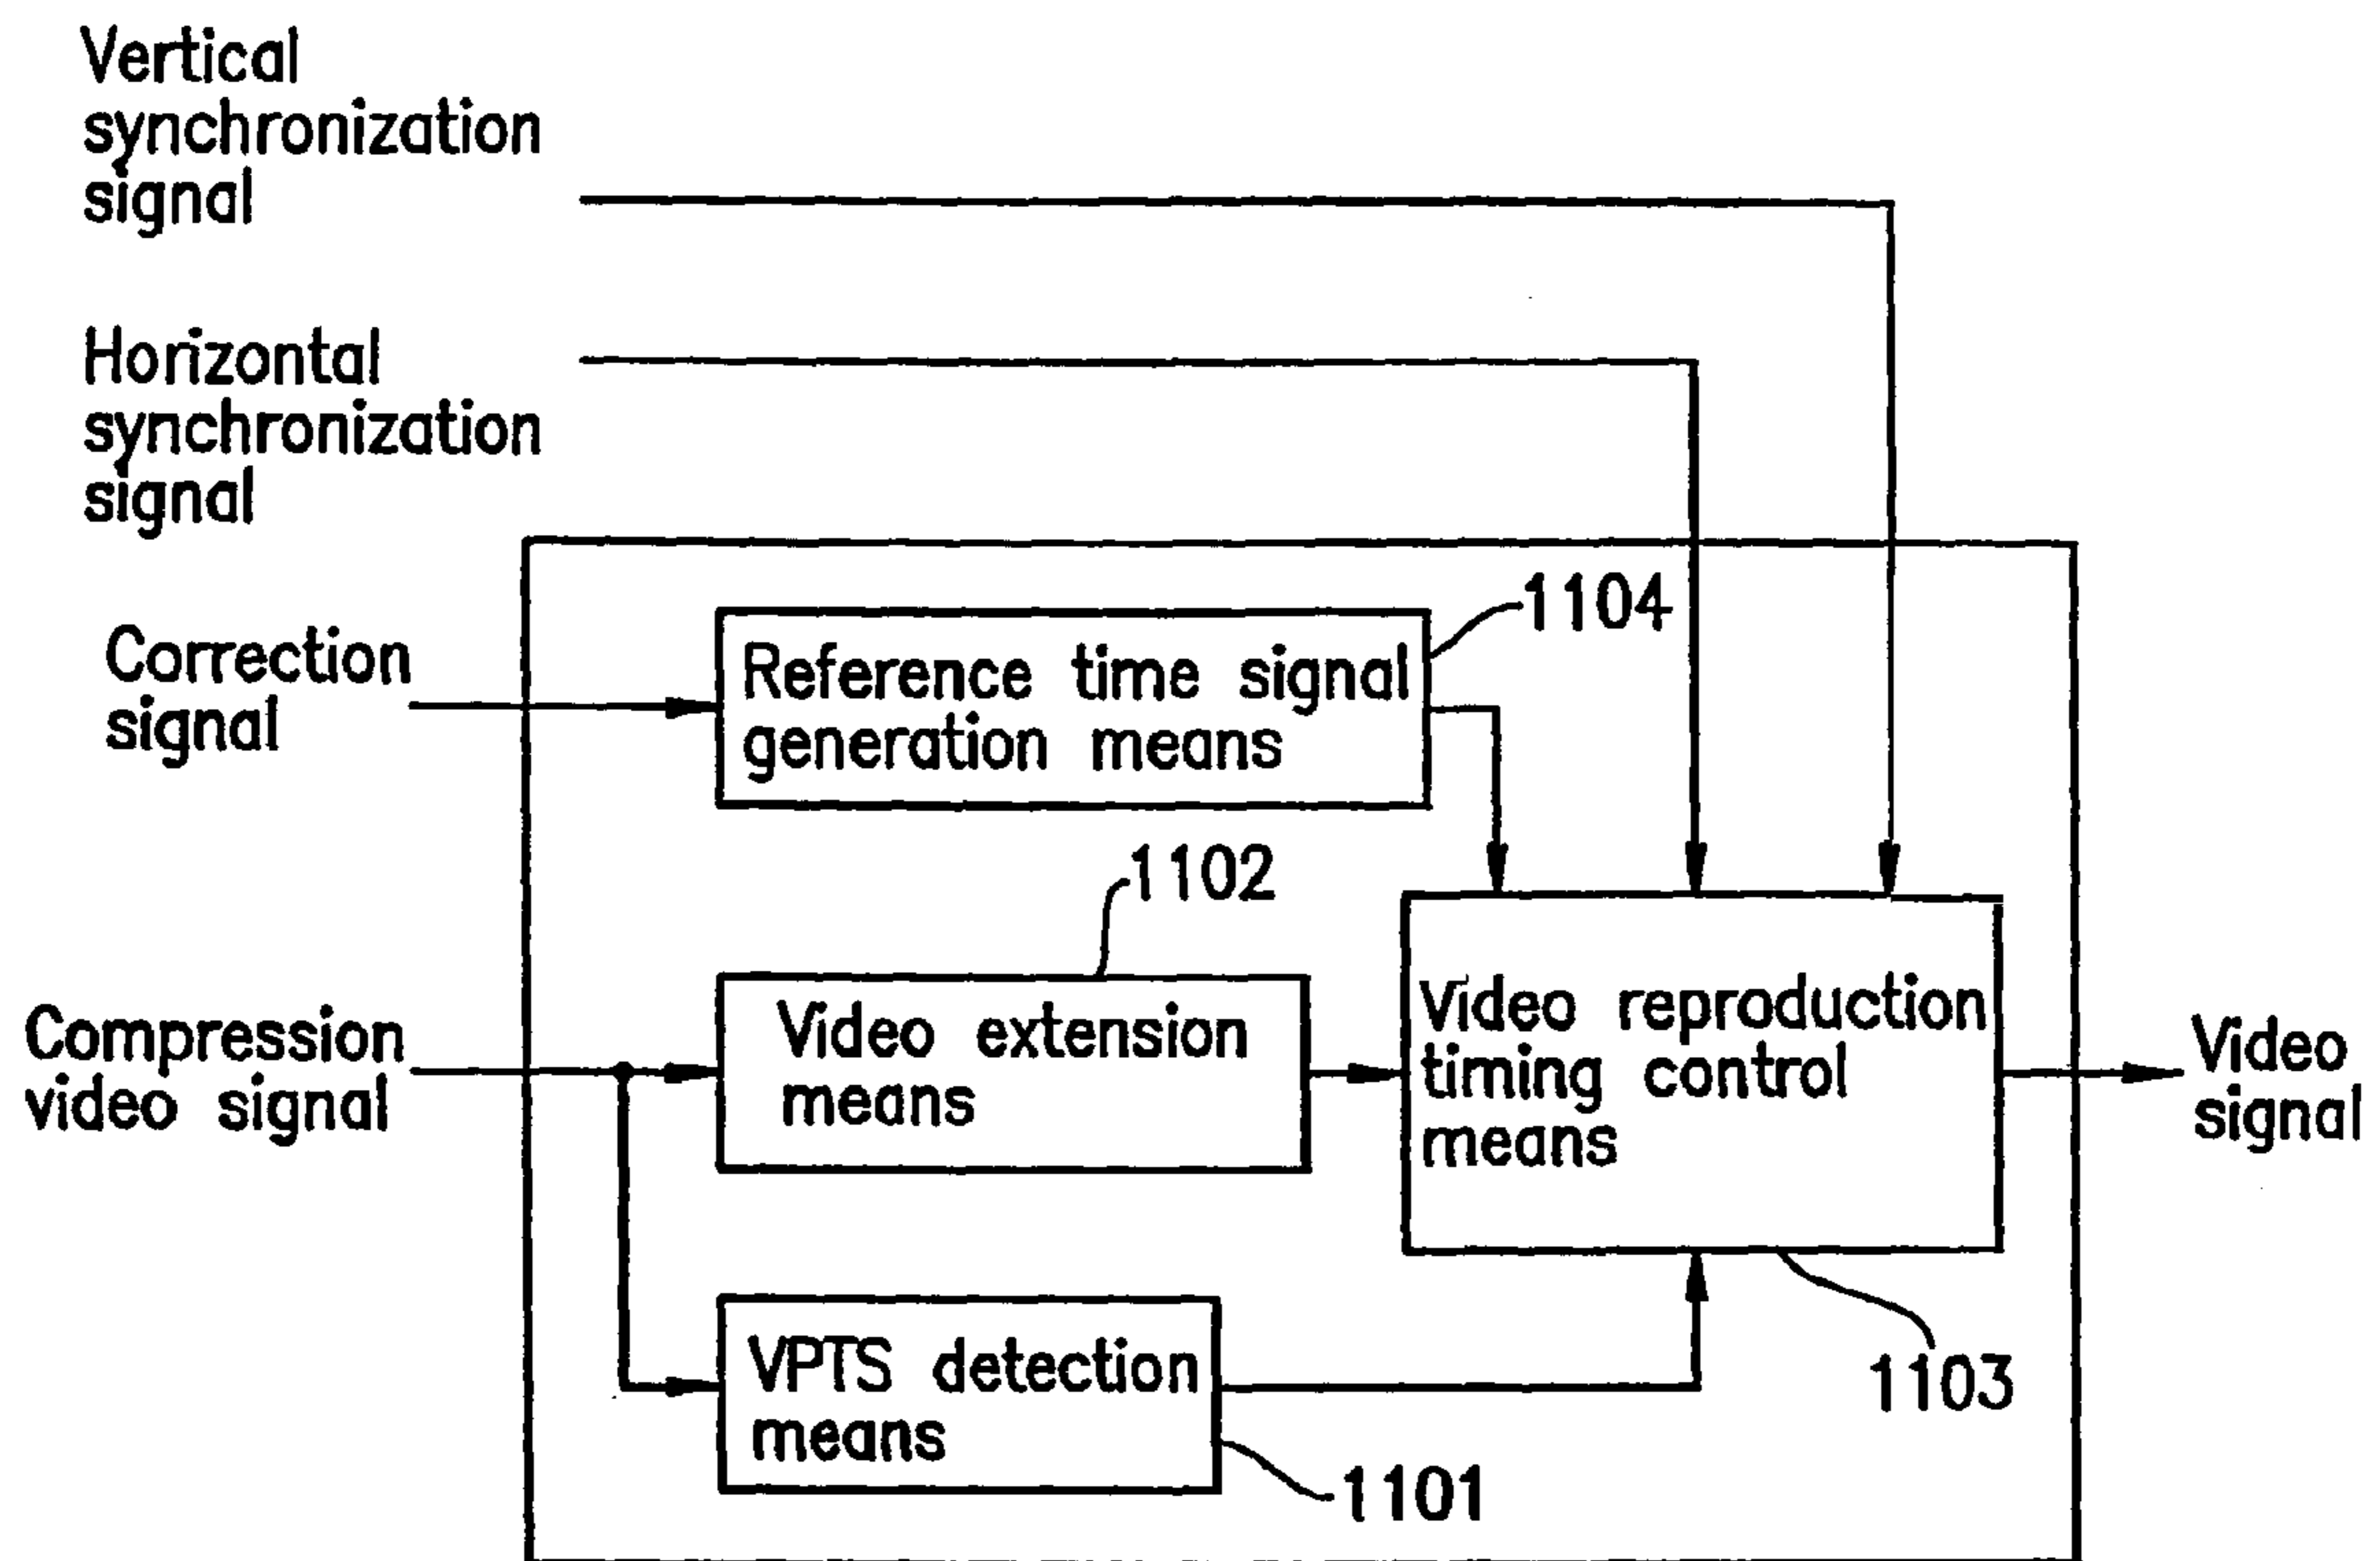 Vertical
synchronization
signal
Horizontal
synchronization
signal
Correction
signal
Reference time signal
generation means
1104
1102
Compression
video signal
Video extension
means
Video reproduction
timing control
means
Video
signal
VPTS detection
means
1103
1101